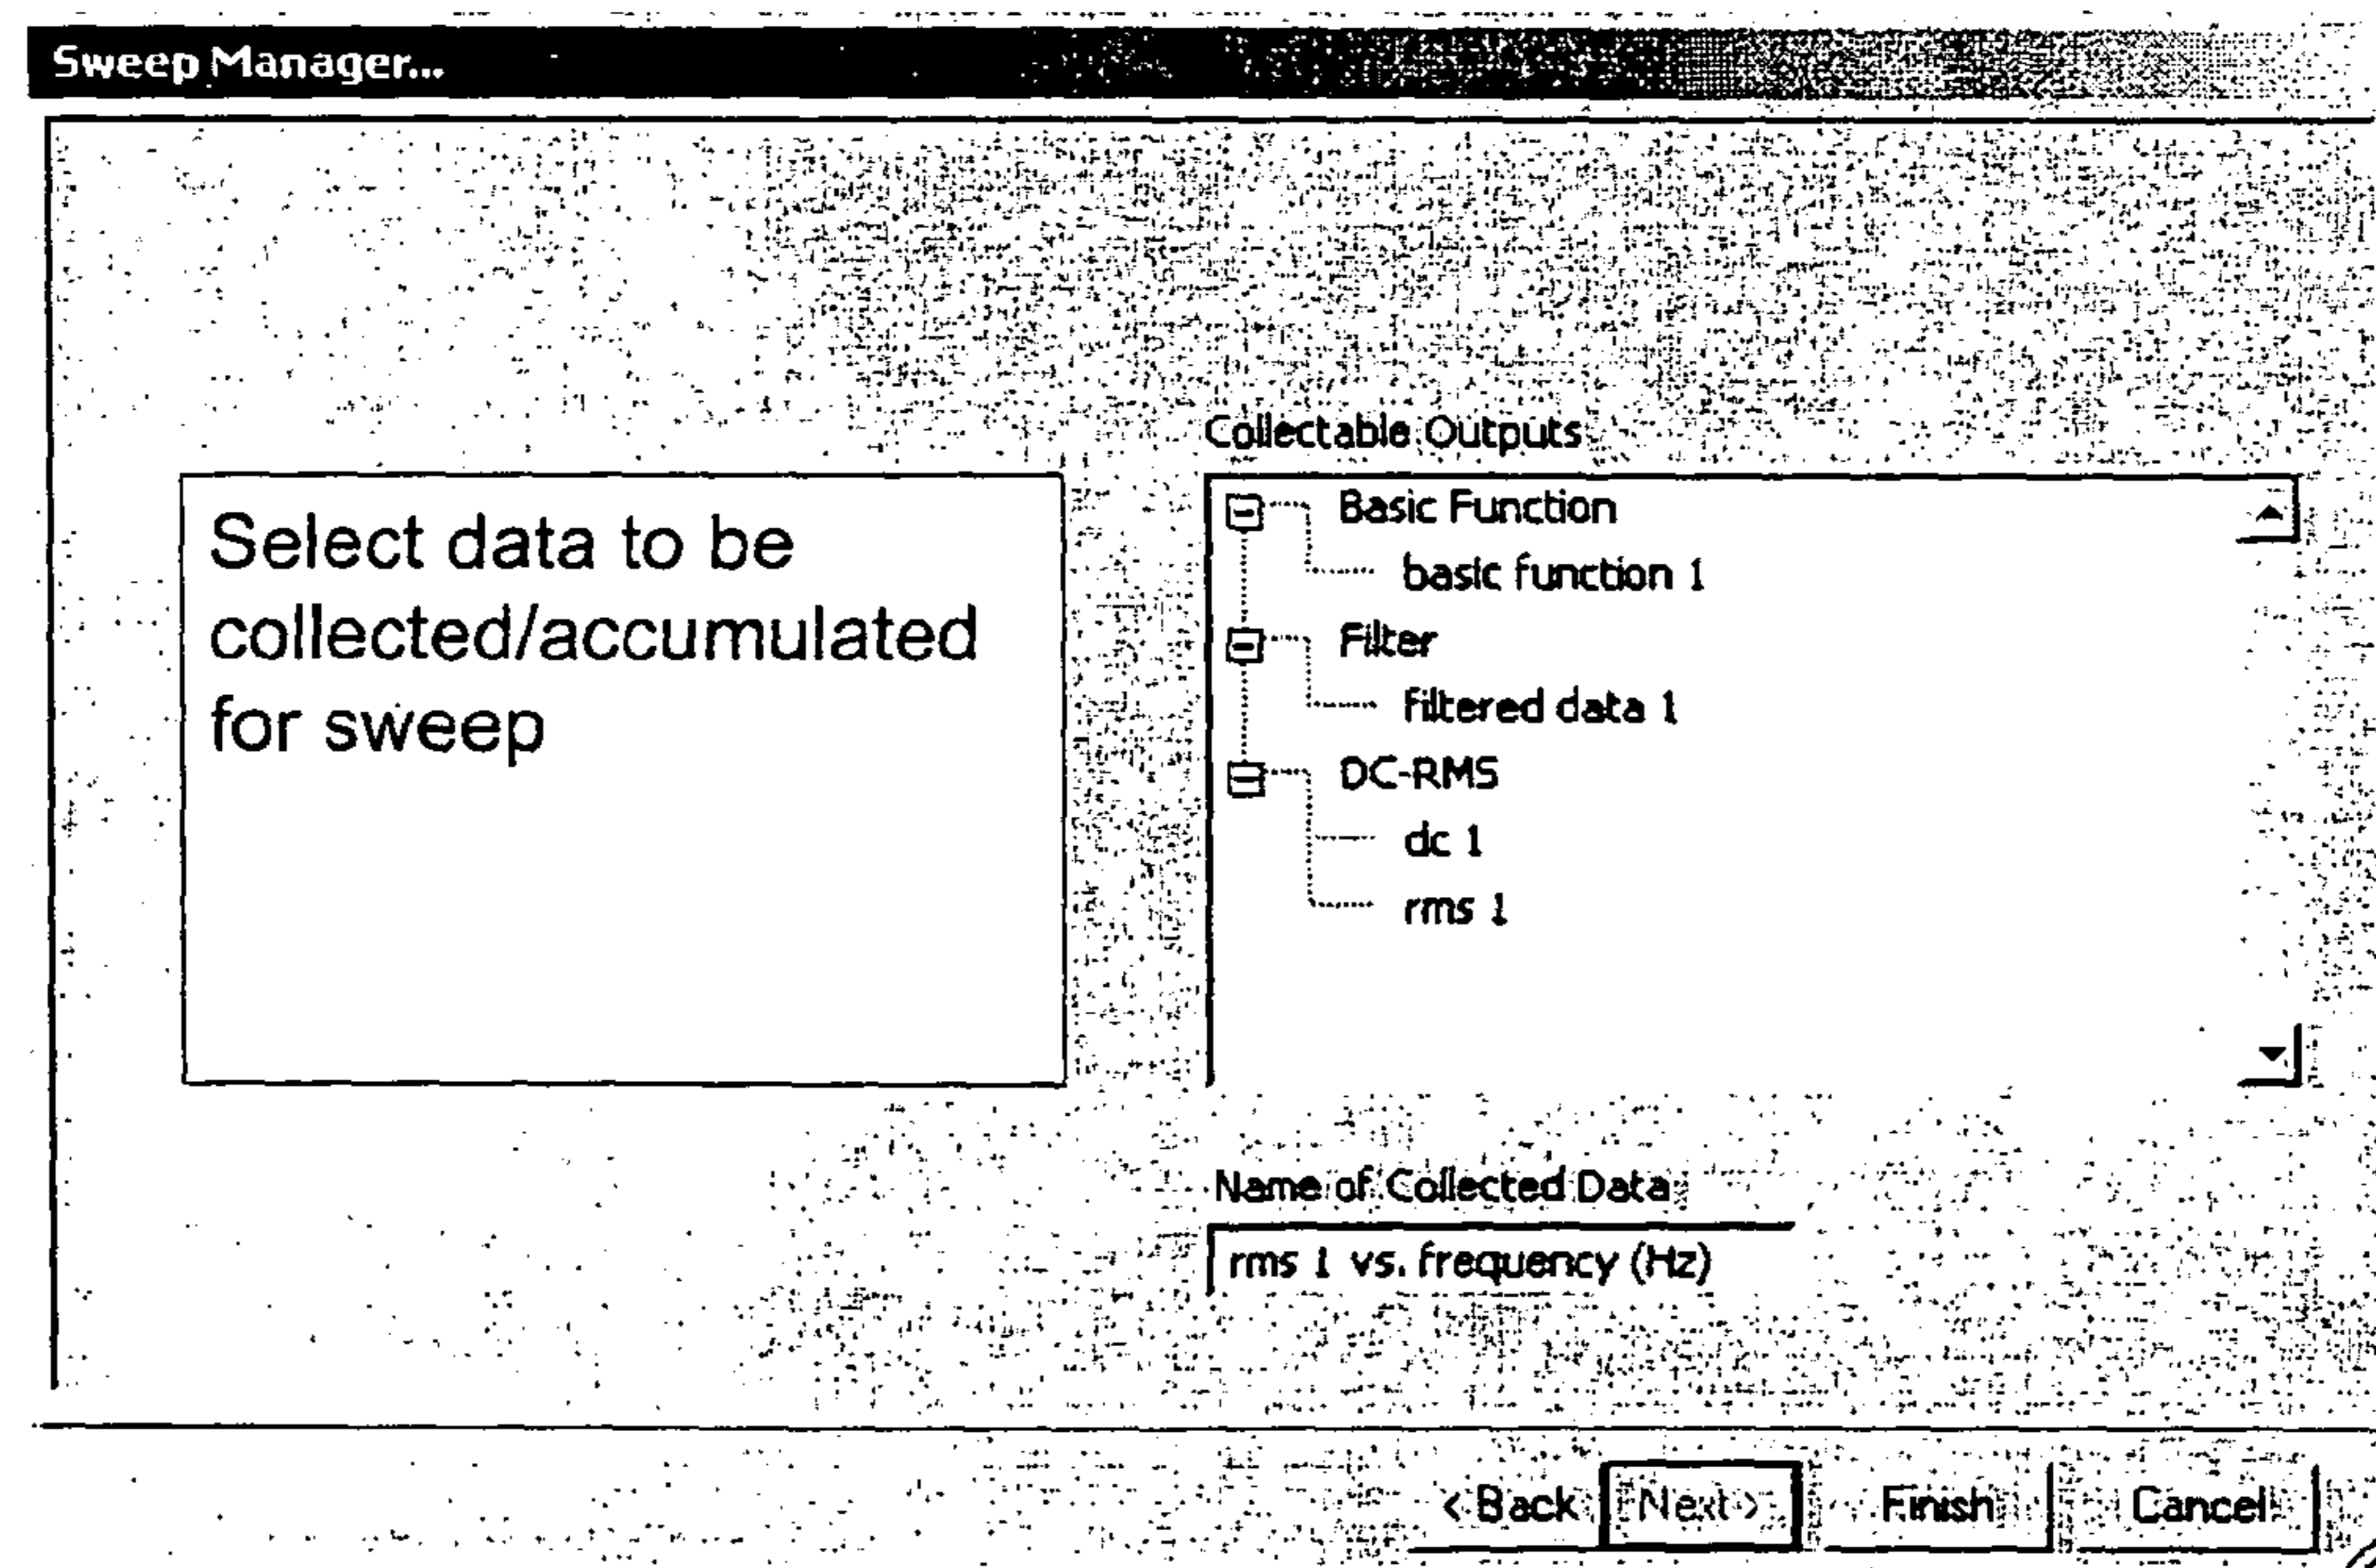 Sweep Manager...
Select data to be
collected/accumulated
for sweep
Collectable Outputs
Basic Function
basic function 1
Filter
filtered data 1
DC-RMS
dc 1
rms 1
Name of Collected Data
rms 1 vs. frequency (Hz)
< Back Next > Finish Cancel